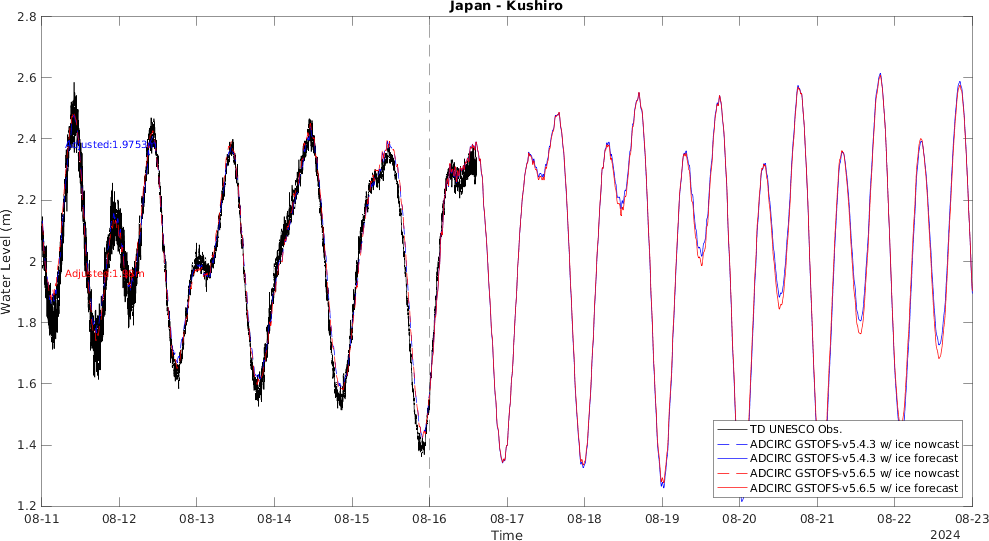 Japan - Kushiro
Water Level (m)
2.8
2.6
2.4
2.2
2
1.8
1.6
1.4
1.2
Adjusted:1.9753
TD UNESCO Obs.
ADCIRC GSTOFS-v5.4.3 w/ ice nowcast
ADCIRC GSTOFS-v5.4.3 w/ ice forecast
ADCIRC GSTOFS-v5.6.5 w/ ice nowcast
ADCIRC GSTOFS-v5.6.5 w/ ice forecast
08-11 08-12 08-13 08-14 08-15 08-16 08-17 08-18 08-19 08-20 08-21 08-22 08-23
Time
2024